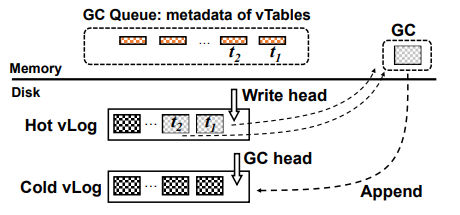 GC Queue: metadata of vTables
GC
... t2 t1
Memory
Disk
Write head
Hot vLog ... t2 t1
GC head
Cold vLog ...
Append